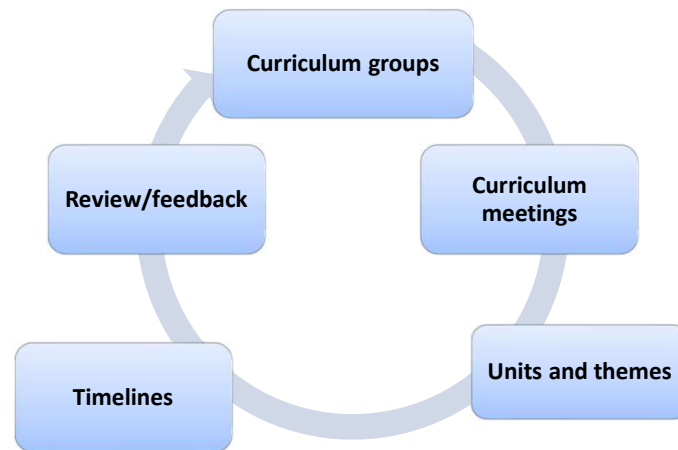 Curriculum groups
Curriculum
meetings
Units and themes
Timelines
Review/feedback